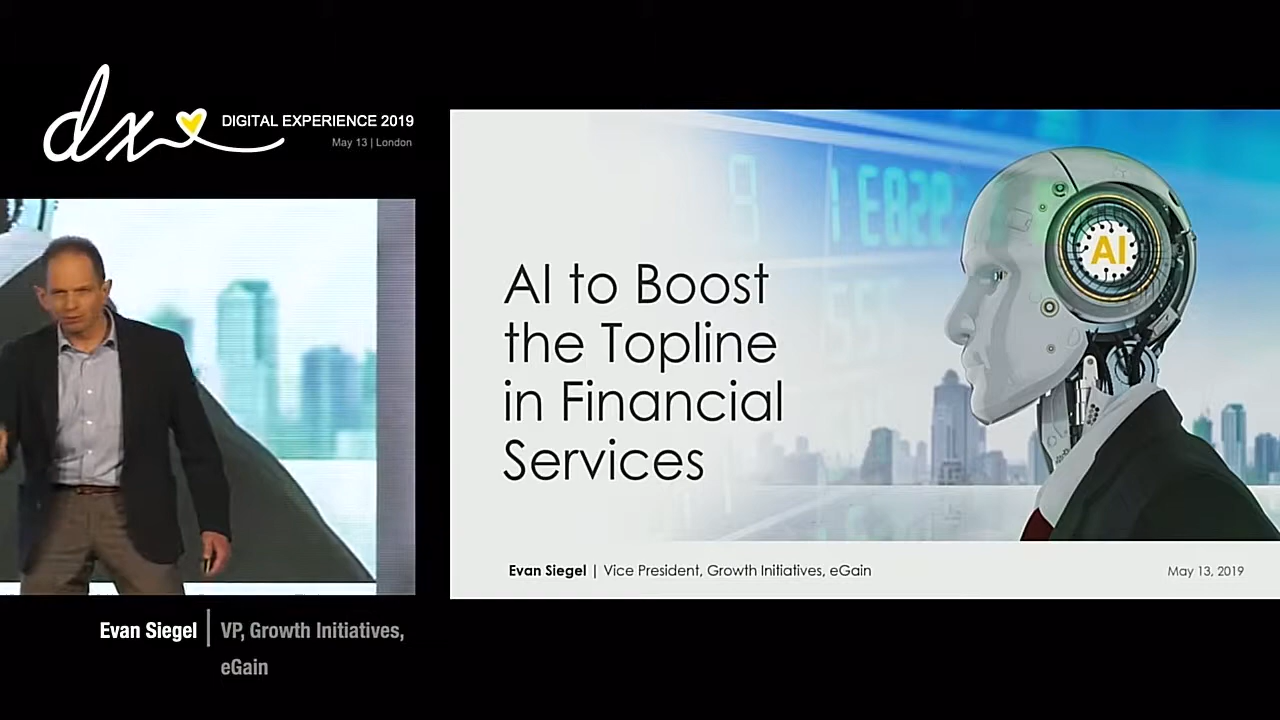 dx
DIGITAL EXPERIENCE 2019
May 13 | London
AI
AI to Boost
the Topline
in Financial
Services
Evan Siegel | Vice President, Growth Initiatives, eGain
May 13, 2019
Evan Siegel | VP, Growth Initiatives,
eGain